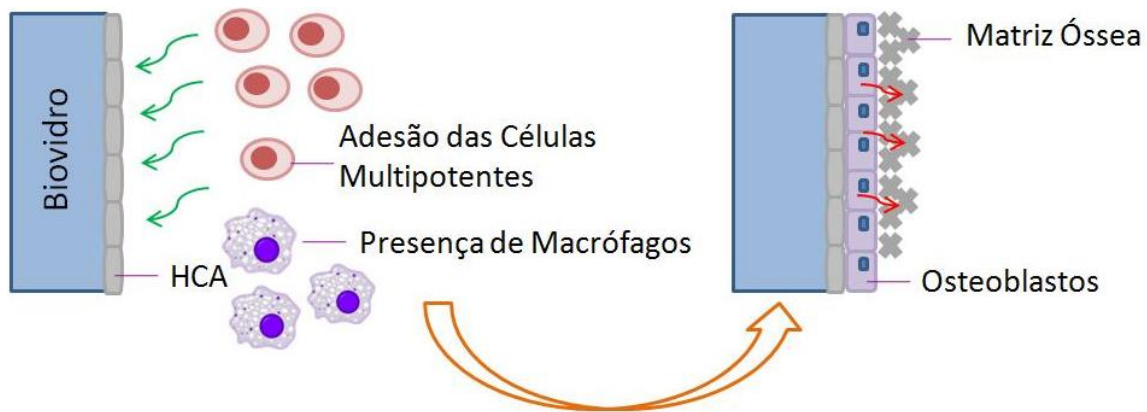 Biovidro
HCA
Adesão das Células
Multipotentes
Presença de Macrófagos
Matriz Óssea
Osteoblastos